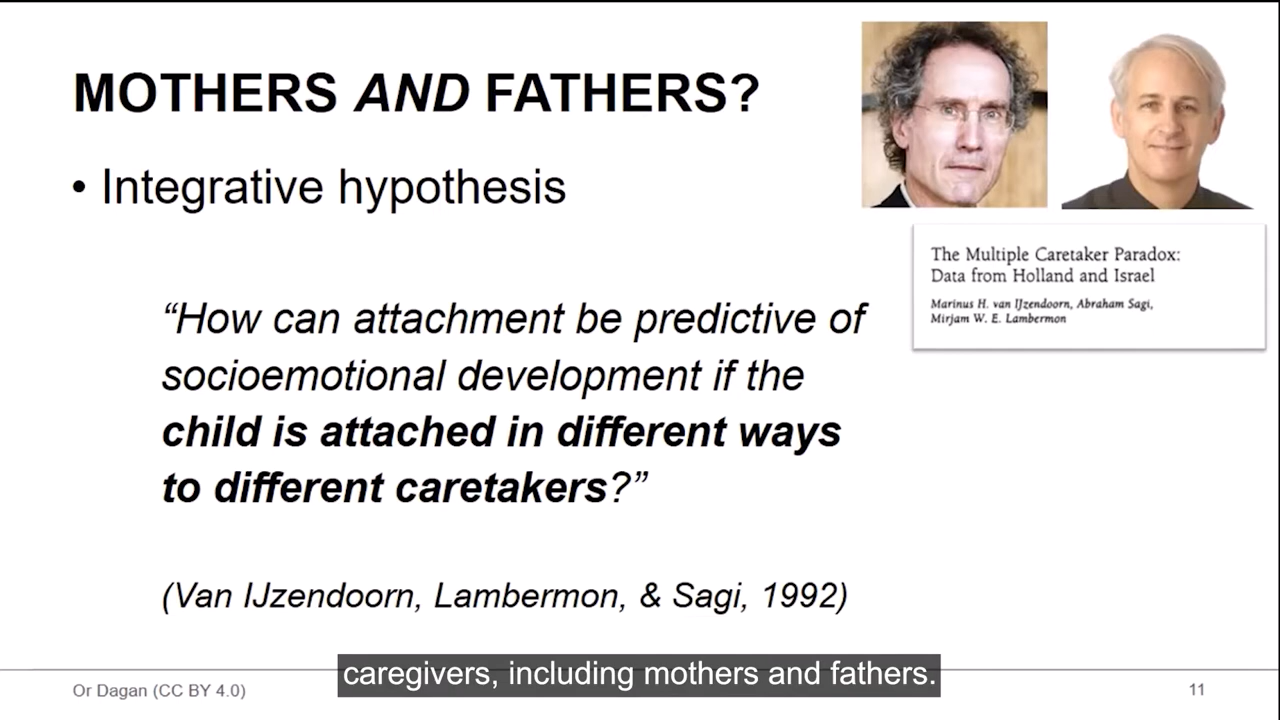 MOTHERS AND FATHERS?
• Integrative hypothesis
The Multiple Caretaker Paradox:
Data from Holland and Israel
Marinus H. van IJzendoorn, Abraham Sagi,
Mirjam W. E. Lambermon
“How can attachment be predictive of
socioemotional development if the
child is attached in different ways
to different caretakers?”
(Van IJzendoorn, Lambermon, & Sagi, 1992)
caregivers, including mothers and fathers.
Or Dagan (CC BY 4.0)
11